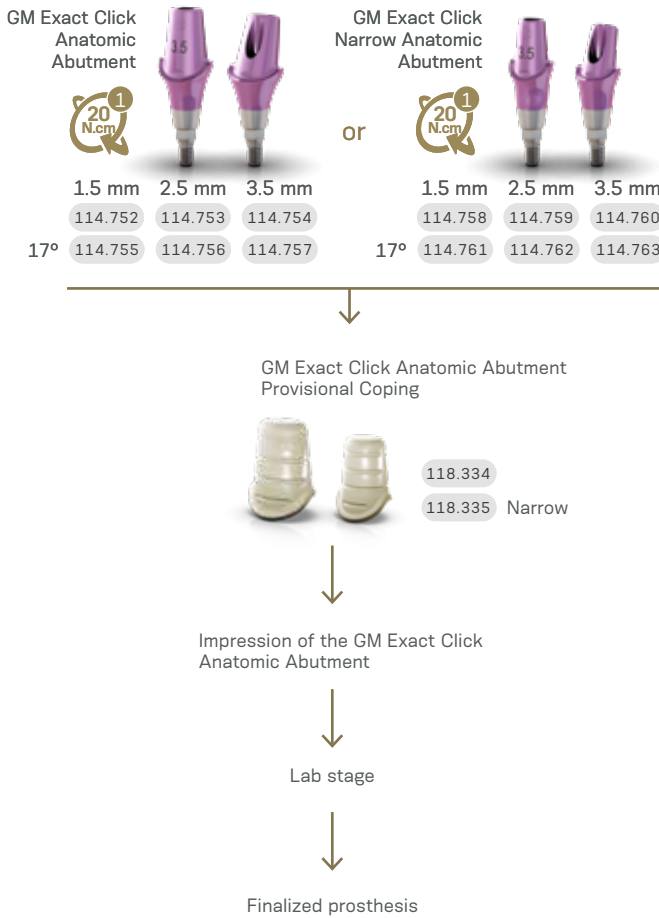 GM Exact Click
Anatomic
Abutment
3.5
20
N.cm
1
or
GM Exact Click
Narrow Anatomic
Abutment
3.5
20
N.cm
1
1.5 mm 2.5 mm 3.5 mm
114.752 114.753 114.754
17º 114.755 114.756 114.757
1.5 mm 2.5 mm 3.5 mm
114.758 114.759 114.760
17º 114.761 114.762 114.763
GM Exact Click Anatomic Abutment
Provisional Coping
118.334
118.335 Narrow
Impression of the GM Exact Click
Anatomic Abutment
Lab stage
Finalized prosthesis